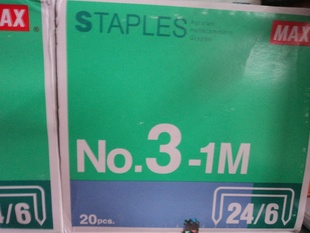 MAX
STAPLES
MAX
No.3-1M
4/6
20pcs.
24/6